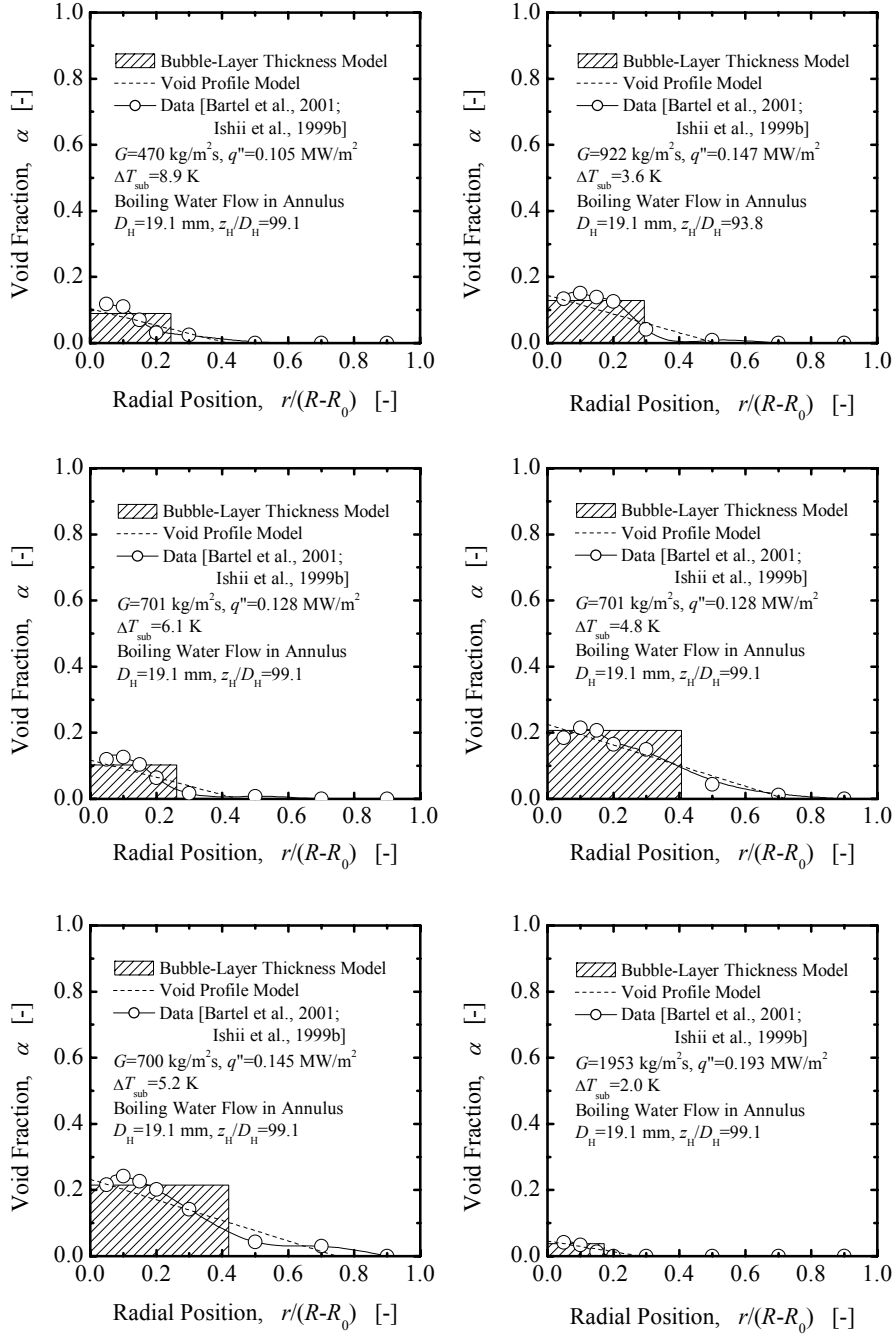 1.0
0.8
0.6
0.4
0.2
0.0
Void Fraction, α [-]
Bubble-Layer Thickness Model
Void Profile Model
Data [Bartel et al., 2001;
Ishii et al., 1999b]
G=470 kg/m²s, q"=0.105 MW/m²
ΔT_sub=8.9 K
Boiling Water Flow in Annulus
D_H=19.1 mm, z_H/D_H=99.1
0.0 0.2 0.4 0.6 0.8 1.0
Radial Position, r/(R-R₀) [-]
1.0
0.8
0.6
0.4
0.2
0.0
Void Fraction, α [-]
Bubble-Layer Thickness Model
Void Profile Model
Data [Bartel et al., 2001;
Ishii et al., 1999b]
G=922 kg/m²s, q"=0.147 MW/m²
ΔT_sub=3.6 K
Boiling Water Flow in Annulus
D_H=19.1 mm, z_H/D_H=93.8
0.0 0.2 0.4 0.6 0.8 1.0
Radial Position, r/(R-R₀) [-]
1.0
0.8
0.6
0.4
0.2
0.0
Void Fraction, α [-]
Bubble-Layer Thickness Model
Void Profile Model
Data [Bartel et al., 2001;
Ishii et al., 1999b]
G=701 kg/m²s, q"=0.128 MW/m²
ΔT_sub=6.1 K
Boiling Water Flow in Annulus
D_H=19.1 mm, z_H/D_H=99.1
0.0 0.2 0.4 0.6 0.8 1.0
Radial Position, r/(R-R₀) [-]
1.0
0.8
0.6
0.4
0.2
0.0
Void Fraction, α [-]
Bubble-Layer Thickness Model
Void Profile Model
Data [Bartel et al., 2001;
Ishii et al., 1999b]
G=701 kg/m²s, q"=0.128 MW/m²
ΔT_sub=4.8 K
Boiling Water Flow in Annulus
D_H=19.1 mm, z_H/D_H=99.1
0.0 0.2 0.4 0.6 0.8 1.0
Radial Position, r/(R-R₀) [-]
1.0
0.8
0.6
0.4
0.2
0.0
Void Fraction, α [-]
Bubble-Layer Thickness Model
Void Profile Model
Data [Bartel et al., 2001;
Ishii et al., 1999b]
G=700 kg/m²s, q"=0.145 MW/m²
ΔT_sub=5.2 K
Boiling Water Flow in Annulus
D_H=19.1 mm, z_H/D_H=99.1
0.0 0.2 0.4 0.6 0.8 1.0
Radial Position, r/(R-R₀) [-]
1.0
0.8
0.6
0.4
0.2
0.0
Void Fraction, α [-]
Bubble-Layer Thickness Model
Void Profile Model
Data [Bartel et al., 2001;
Ishii et al., 1999b]
G=1953 kg/m²s, q"=0.193 MW/m²
ΔT_sub=2.0 K
Boiling Water Flow in Annulus
D_H=19.1 mm, z_H/D_H=99.1
0.0 0.2 0.4 0.6 0.8 1.0
Radial Position, r/(R-R₀) [-]